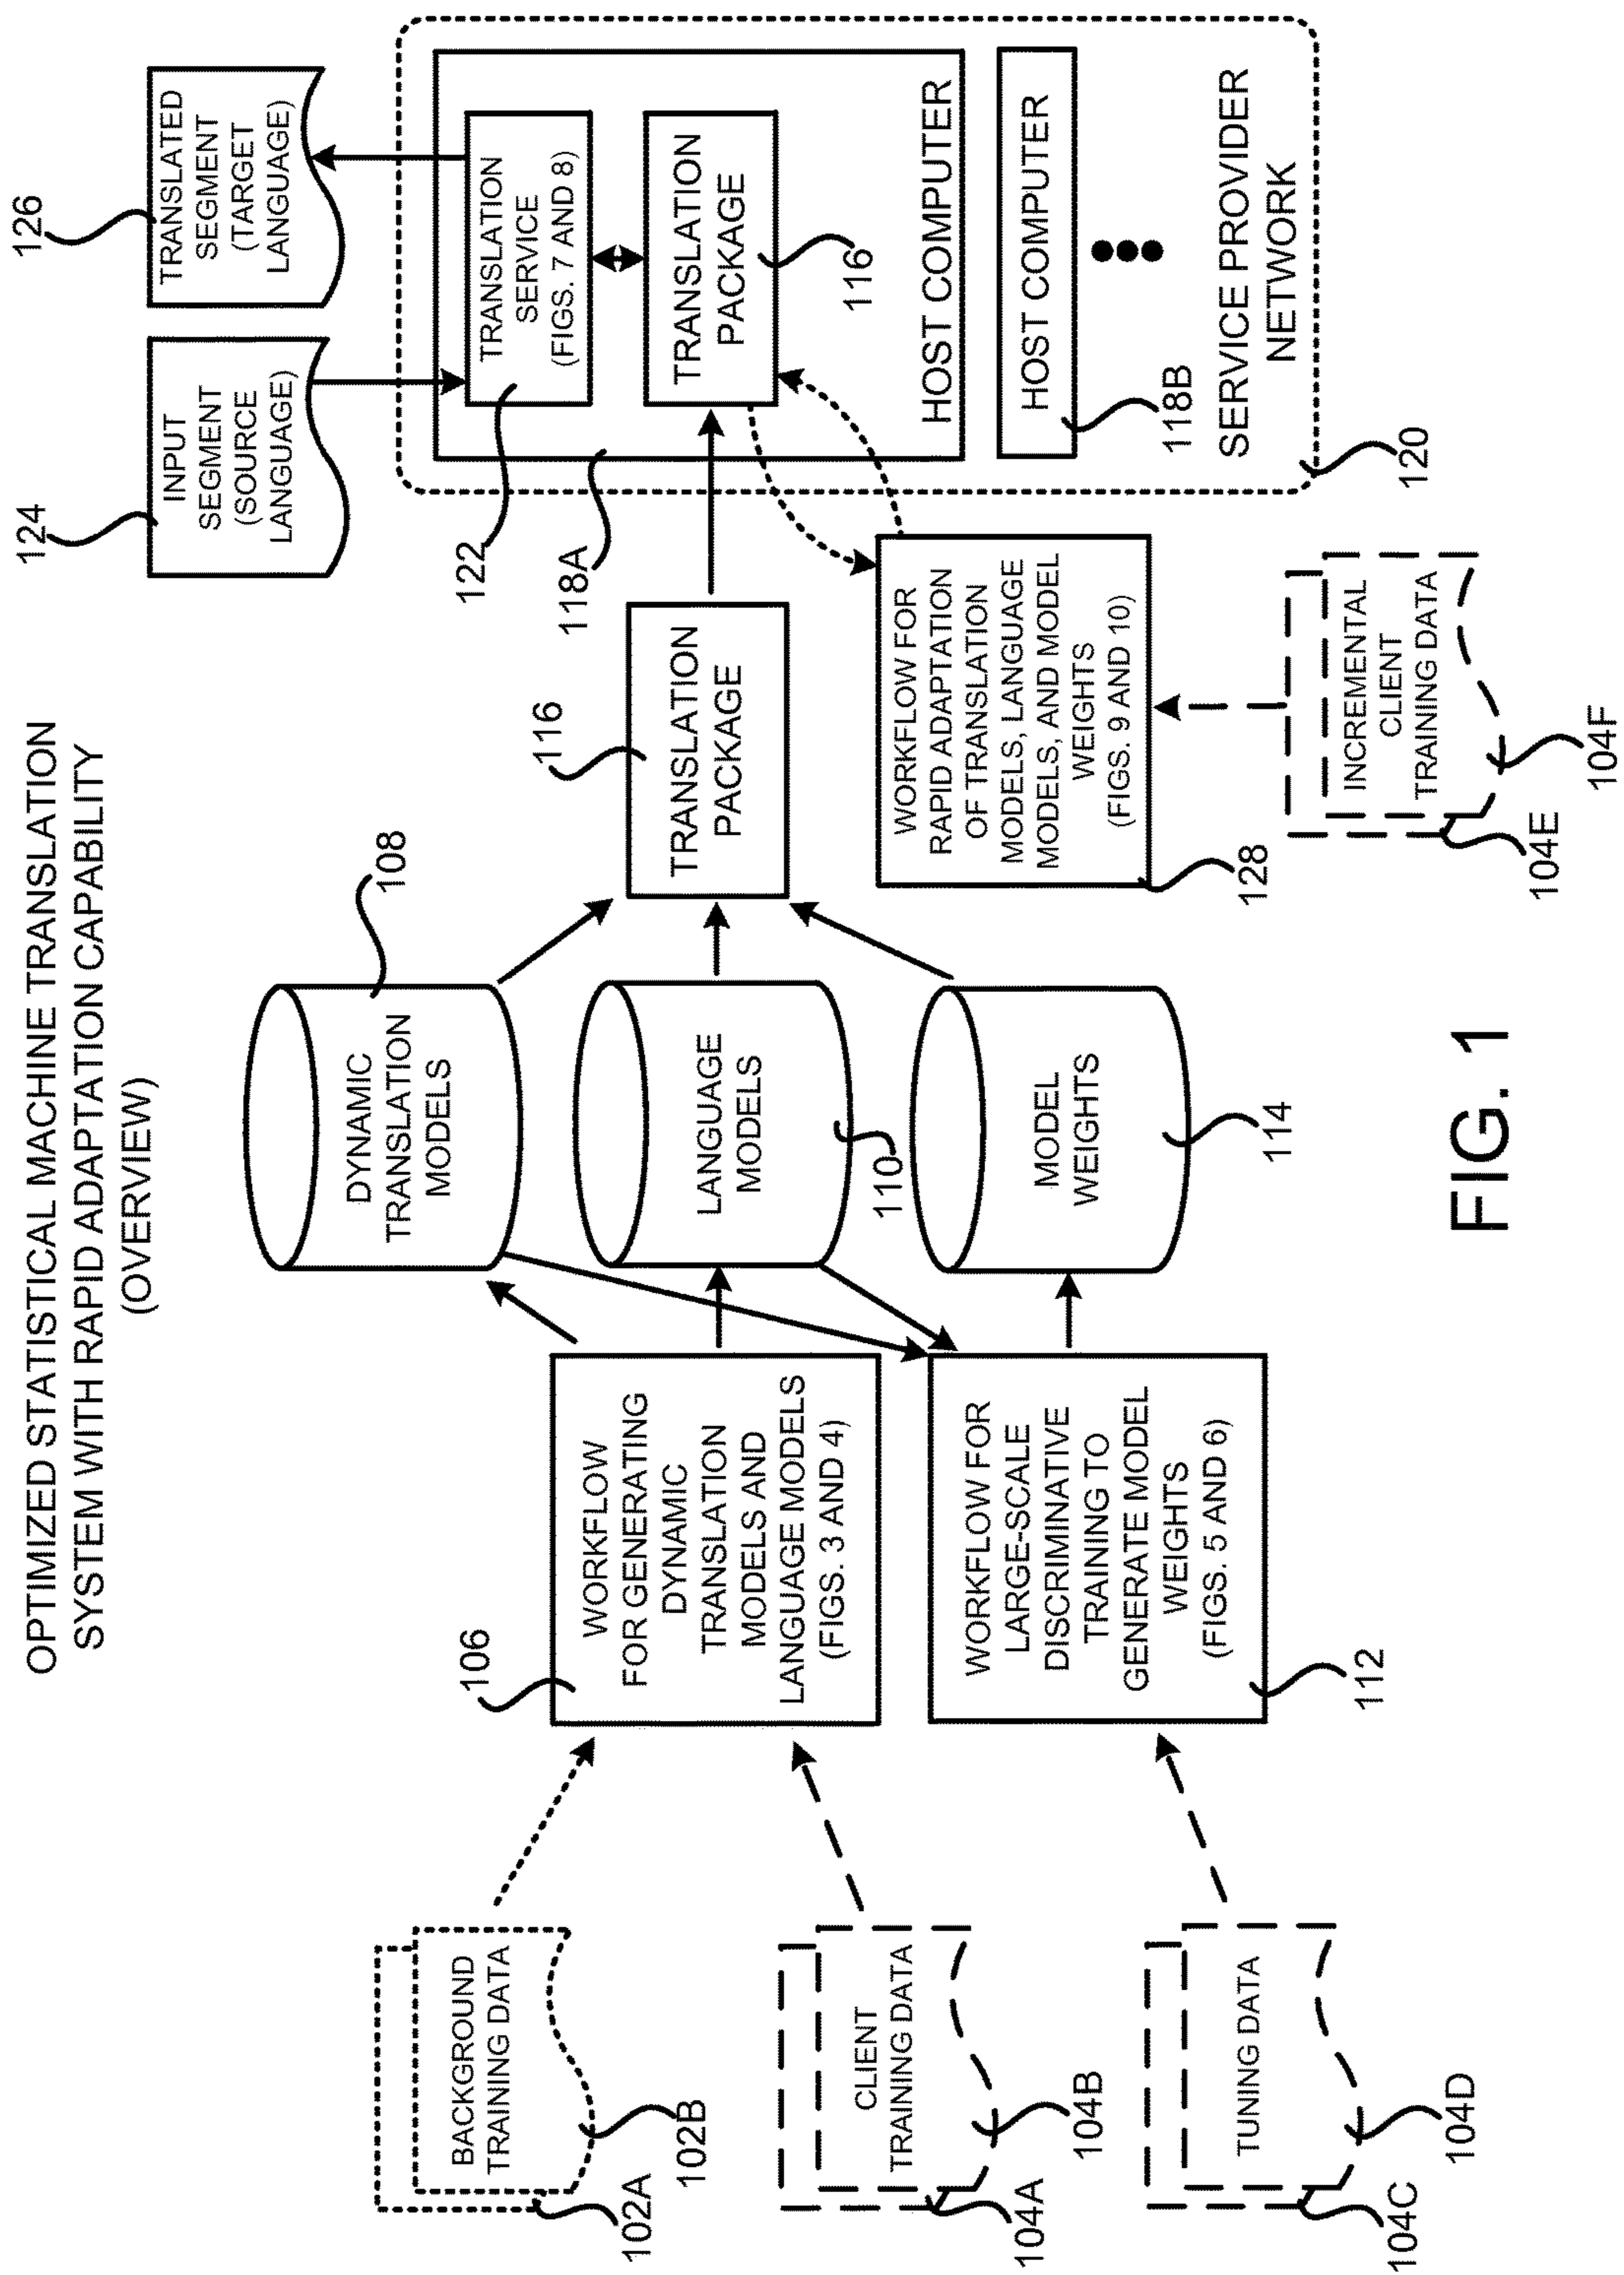 OPTIMIZED STATISTICAL MACHINE TRANSLATION
SYSTEM WITH RAPID ADAPTATION CAPABILITY
(OVERVIEW)
BACKGROUND
TRAINING DATA
102A
102B
CLIENT
TRAINING DATA
104A
104B
TUNING DATA
104C
104D
106
WORKFLOW
FOR GENERATING
DYNAMIC
TRANSLATION
MODELS AND
LANGUAGE MODELS
(FIGS. 3 AND 4)
WORKFLOW FOR
LARGE-SCALE
DISCRIMINATIVE
TRAINING TO
GENERATE MODEL
WEIGHTS
(FIGS. 5 AND 6)
112
DYNAMIC
TRANSLATION
MODELS
108
LANGUAGE
MODELS
110
MODEL
WEIGHTS
114
116
TRANSLATION
PACKAGE
124
INPUT
SEGMENT
(SOURCE
LANGUAGE)
126
TRANSLATED
SEGMENT
(TARGET
LANGUAGE)
122
TRANSLATION
SERVICE
(FIGS. 7 AND 8)
TRANSLATION
PACKAGE
116
118A
HOST COMPUTER
HOST COMPUTER
118B
SERVICE PROVIDER
NETWORK
120
WORKFLOW FOR
RAPID ADAPTATION
OF TRANSLATION
MODELS, LANGUAGE
MODELS, AND MODEL
WEIGHTS
(FIGS. 9 AND 10)
128
INCREMENTAL
CLIENT
TRAINING DATA
104E
104F
FIG. 1